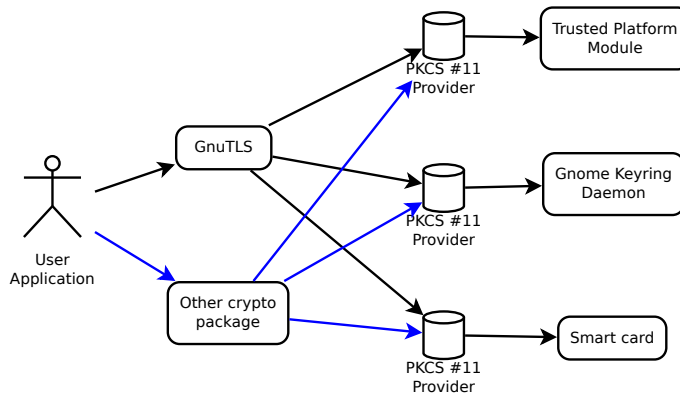 Trusted Platform
Module
PKCS #11
Provider
GnuTLS
Gnome Keyring
Daemon
PKCS #11
Provider
User
Application
Other crypto
package
Smart card
PKCS #11
Provider